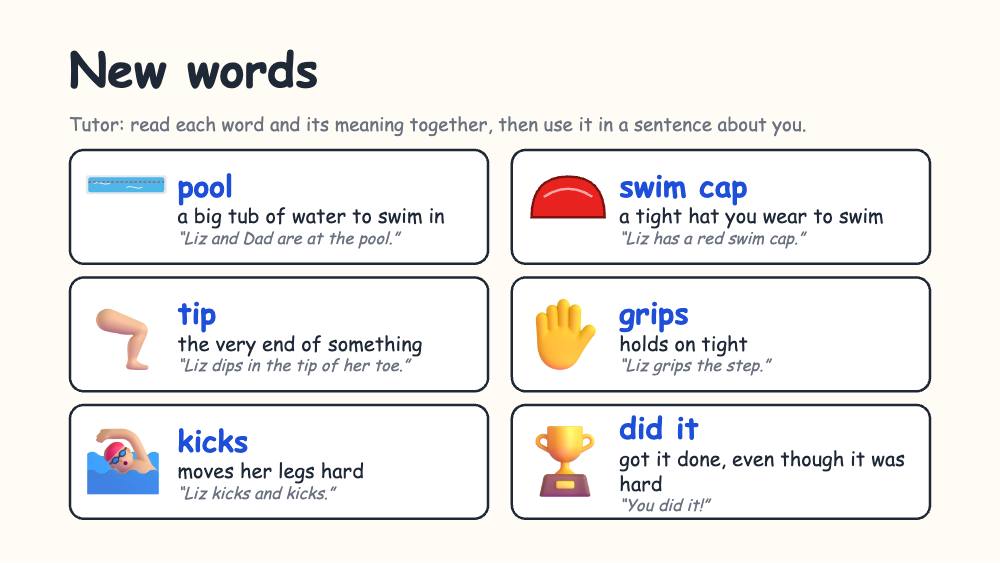 New words
Tutor: read each word and its meaning together, then use it in a sentence about you.
pool
a big tub of water to swim in
"Liz and Dad are at the pool."
swim cap
a tight hat you wear to swim
"Liz has a red swim cap."
tip
the very end of something
"Liz dips in the tip of her toe."
grips
holds on tight
"Liz grips the step."
kicks
moves her legs hard
"Liz kicks and kicks."
did it
got it done, even though it was
hard
"You did it!"